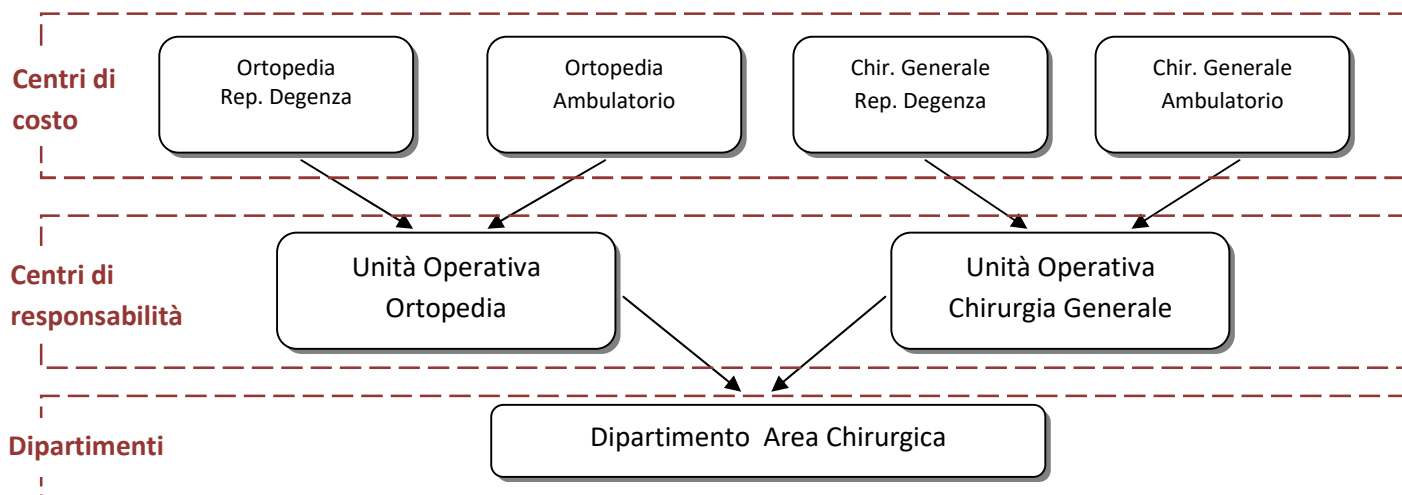 Centri di
costo
Ortopedia
Rep. Degenza
Ortopedia
Ambulatorio
Chir. Generale
Rep. Degenza
Chir. Generale
Ambulatorio
Centri di
responsabilità
Unità Operativa
Ortopedia
Unità Operativa
Chirurgia Generale
Dipartimenti
Dipartimento Area Chirurgica